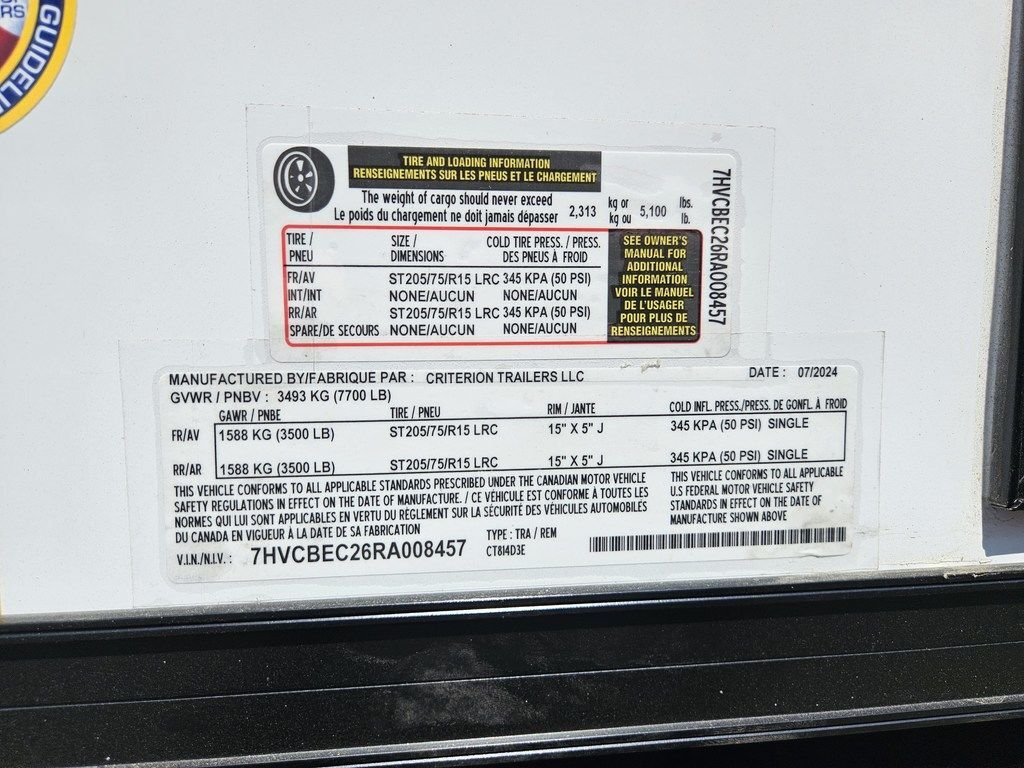 RS
GUIDELI
TIRE AND LOADING INFORMATION
RENSEIGNEMENTS SUR LES PNEUS ET LE CHARGEMENT
The weight of cargo should never exceed
Le poids du chargement ne doit jamais dépasser
2,313
kg or
kg ou
5,100
lbs.
lb.
TIRE / SIZE / COLD TIRE PRESS. / PRESS.
PNEU DIMENSIONS DES PNEUS À FROID
FR/AV ST205/75/R15 LRC 345 KPA (50 PSI)
INT/INT NONE/AUCUN NONE/AUCUN
RR/AR ST205/75/R15 LRC 345 KPA (50 PSI)
SPARE/DE SECOURS NONE/AUCUN NONE/AUCUN
SEE OWNER'S
MANUAL FOR
ADDITIONAL
INFORMATION
VOIR LE MANUEL
DE L'USAGER
POUR PLUS DE
RENSEIGNEMENTS
7HVCBEC26RA008457
MANUFACTURED BY/FABRIQUE PAR : CRITERION TRAILERS LLC DATE : 07/2024
GVWR / PNBV : 3493 KG (7700 LB)
GAWR / PNBE TIRE / PNEU RIM / JANTE COLD INFL. PRESS./PRESS. DE GONFL. À FROID
FR/AV 1588 KG (3500 LB) ST205/75/R15 LRC 15" X 5" J 345 KPA (50 PSI) SINGLE
RR/AR 1588 KG (3500 LB) ST205/75/R15 LRC 15" X 5" J 345 KPA (50 PSI) SINGLE
THIS VEHICLE CONFORMS TO ALL APPLICABLE STANDARDS PRESCRIBED UNDER THE CANADIAN MOTOR VEHICLE
SAFETY REGULATIONS IN EFFECT ON THE DATE OF MANUFACTURE. / CE VÉHICULE EST CONFORME À TOUTES LES
NORMES QUI LUI SONT APPLICABLES EN VERTU DU RÈGLEMENT SUR LA SÉCURITÉ DES VÉHICULES AUTOMOBILES
DU CANADA EN VIGUEUR À LA DATE DE SA FABRICATION
THIS VEHICLE CONFORMS TO ALL APPLICABLE
U.S FEDERAL MOTOR VEHICLE SAFETY
STANDARDS IN EFFECT ON THE DATE OF
MANUFACTURE SHOWN ABOVE
V.I.N./N.I.V. : 7HVCBEC26RA008457
TYPE : TRA / REM
CT814D3E